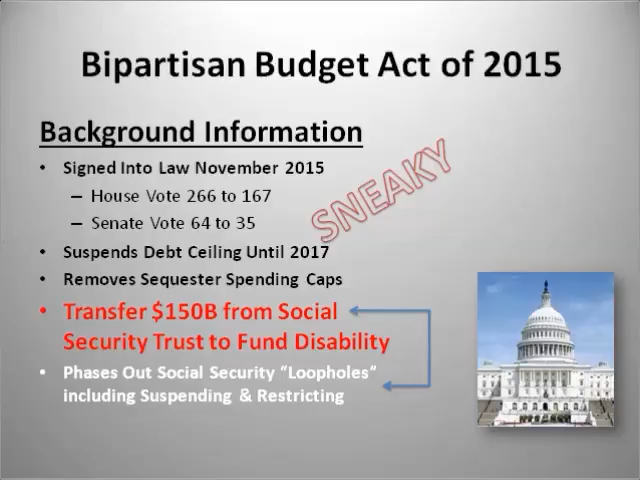 Bipartisan Budget Act of 2015
Background Information
• Signed Into Law November 2015
– House Vote 266 to 167
– Senate Vote 64 to 35
SNEAKY
• Suspends Debt Ceiling Until 2017
• Removes Sequester Spending Caps
• Transfer $150B from Social
Security Trust to Fund Disability
• Phases Out Social Security “Loopholes”
including Suspending & Restricting